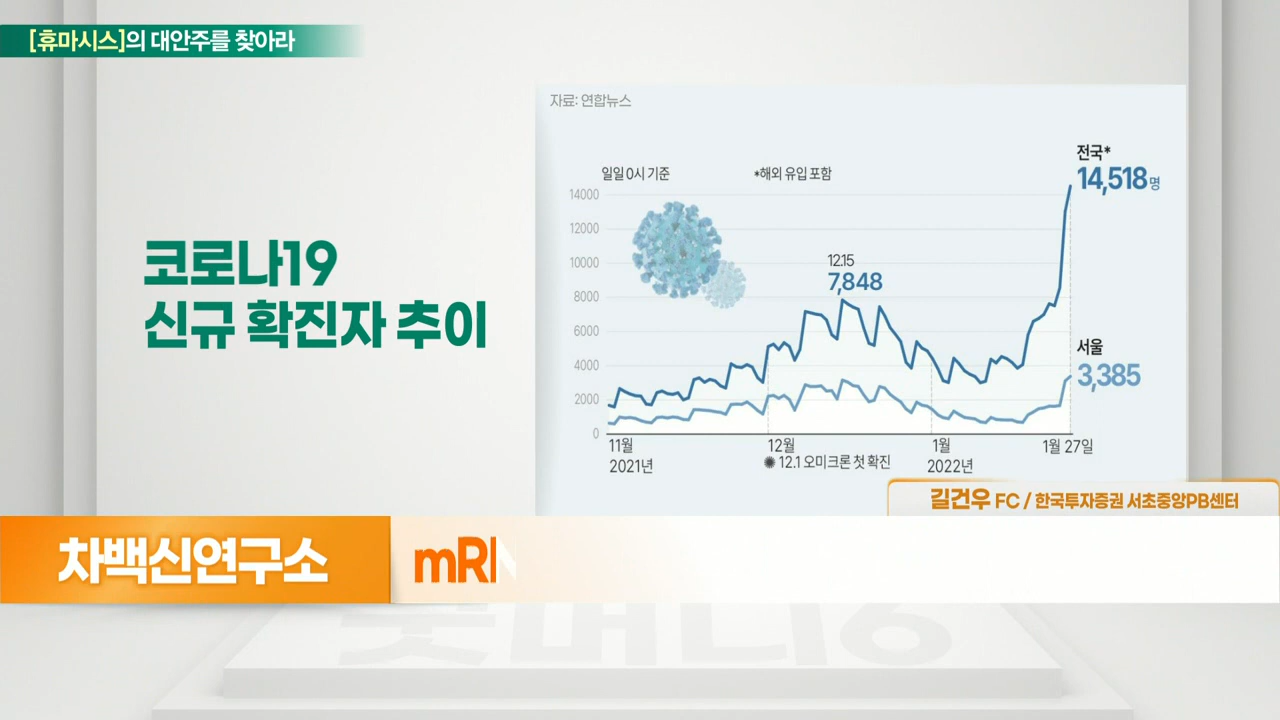 [휴마시스]의 대안주를 찾아라
자료: 연합뉴스
코로나19
신규 확진자 추이
일일 0시 기준
*해외 유입 포함
전국*
14,518명
14000
12000
10000
8000
6000
4000
2000
0
12.15
7,848
서울
3,385
11월
2021년
12월
✹ 12.1 오미크론 첫 확진
1월
2022년
1월 27일
길건우 FC / 한국투자증권 서초중앙PB센터
차백신연구소
mRN
굿머니6